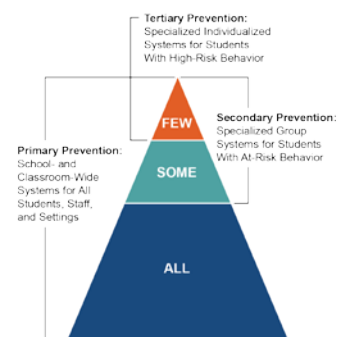 Tertiary Prevention:
Specialized Individualized
Systems for Students
With High-Risk Behavior
FEW
Secondary Prevention:
Specialized Group
Systems for Students
With At-Risk Behavior
Primary Prevention:
School- and
Classroom-Wide
Systems for All
Students, Staff,
and Settings
SOME
ALL